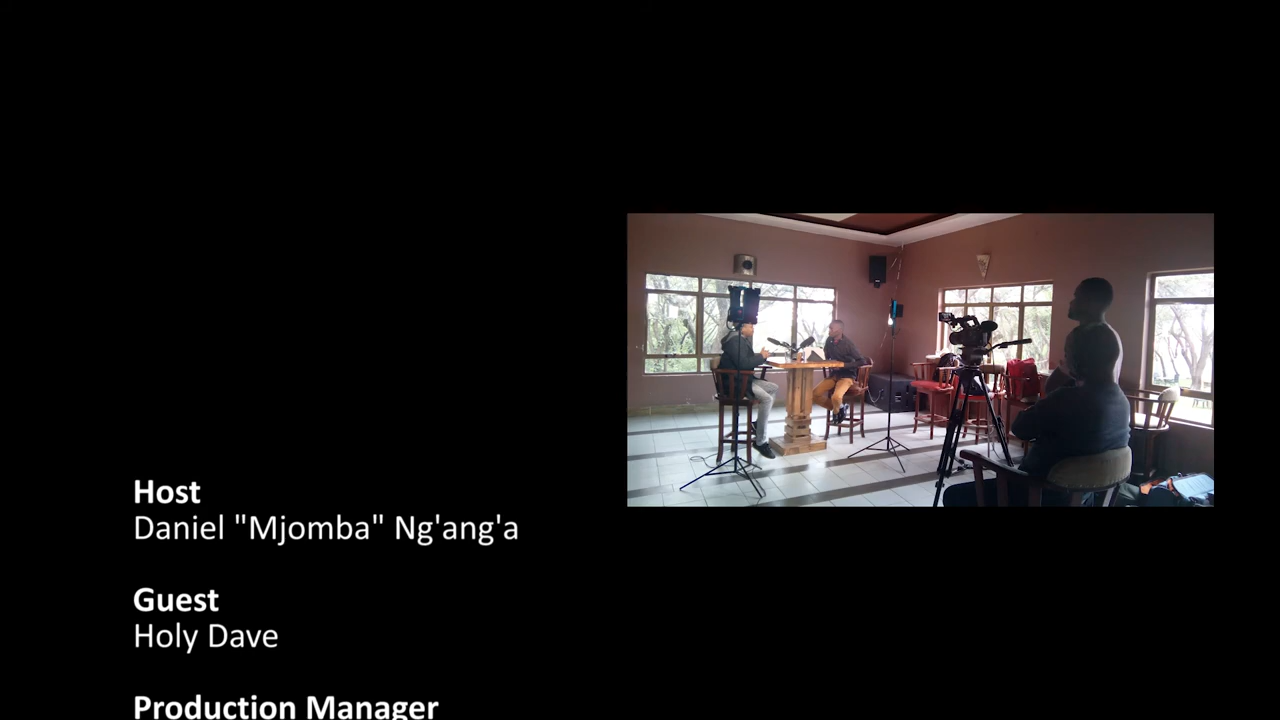 Host
Daniel "Mjomba" Ng'ang'a
Guest
Holy Dave
Production Manager